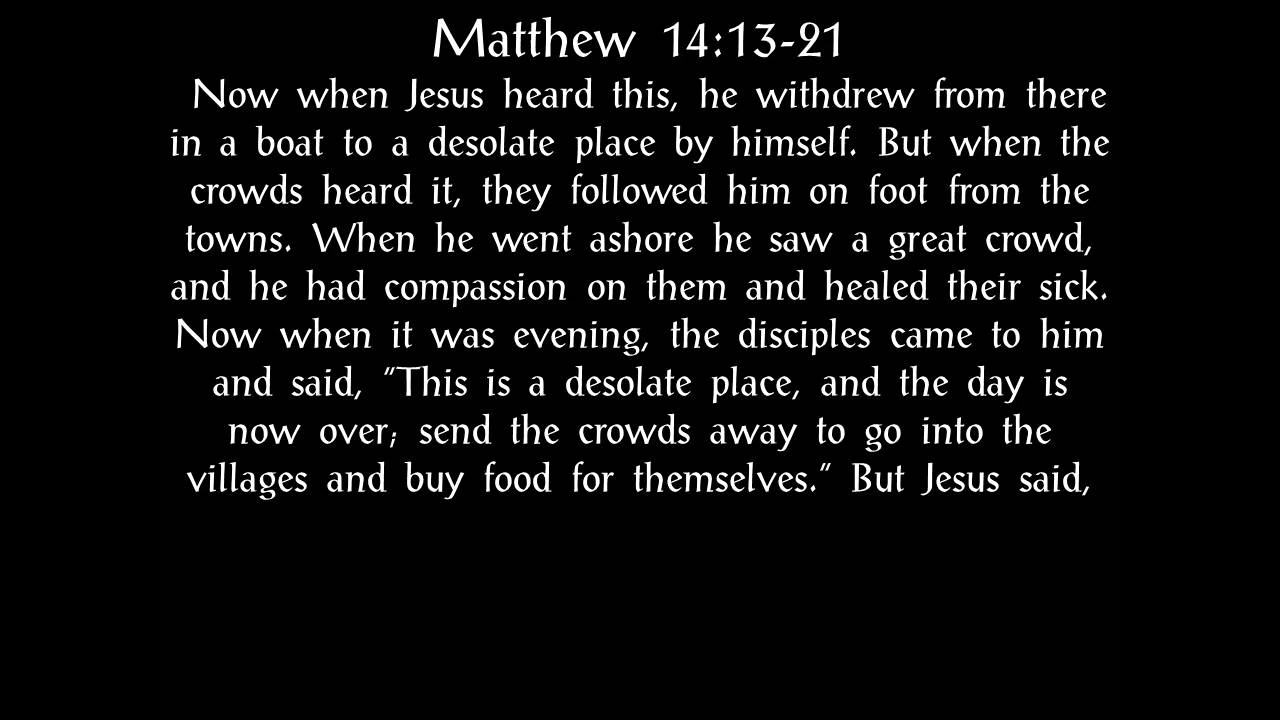 Matthew 14:13-21
Now when Jesus heard this, he withdrew from there
in a boat to a desolate place by himself. But when the
crowds heard it, they followed him on foot from the
towns. When he went ashore he saw a great crowd,
and he had compassion on them and healed their sick.
Now when it was evening, the disciples came to him
and said, "This is a desolate place, and the day is
now over; send the crowds away to go into the
villages and buy food for themselves." But Jesus said,